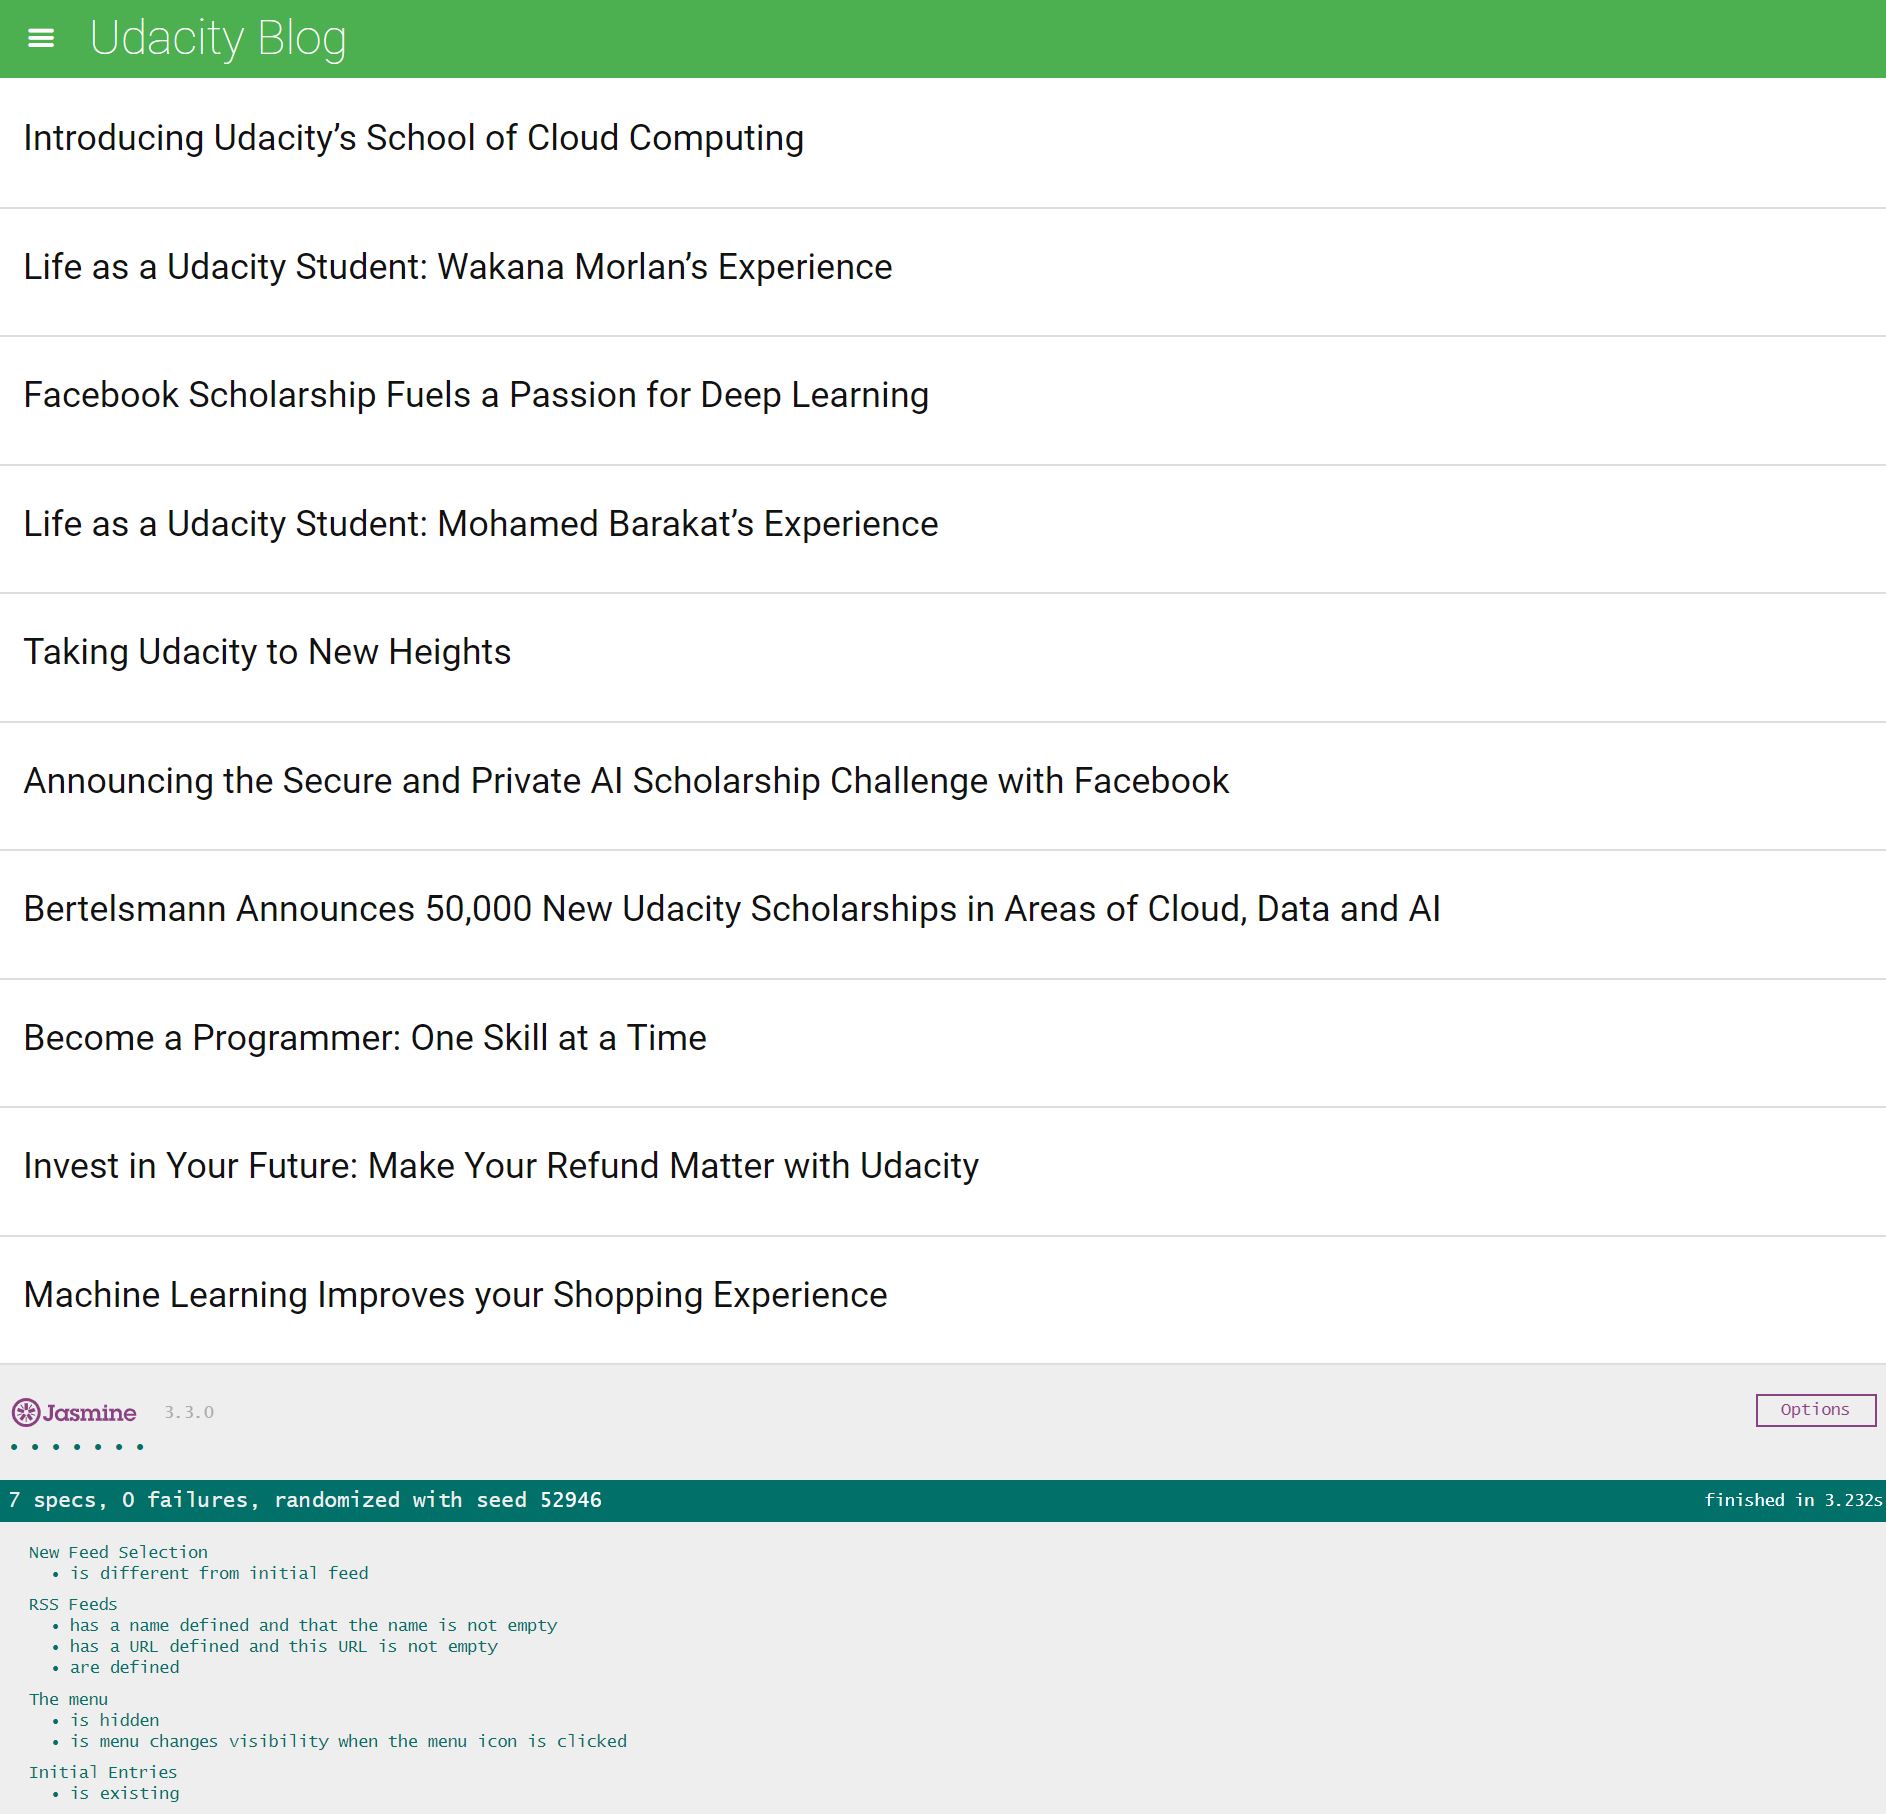 Udacity Blog
Introducing Udacity’s School of Cloud Computing
Life as a Udacity Student: Wakana Morlan’s Experience
Facebook Scholarship Fuels a Passion for Deep Learning
Life as a Udacity Student: Mohamed Barakat’s Experience
Taking Udacity to New Heights
Announcing the Secure and Private AI Scholarship Challenge with Facebook
Bertelsmann Announces 50,000 New Udacity Scholarships in Areas of Cloud, Data and AI
Become a Programmer: One Skill at a Time
Invest in Your Future: Make Your Refund Matter with Udacity
Machine Learning Improves your Shopping Experience
Jasmine 3.3.0 Options
• • • • • • •
7 specs, 0 failures, randomized with seed 52946 finished in 3.232s
New Feed Selection
• is different from initial feed
RSS Feeds
• has a name defined and that the name is not empty
• has a URL defined and this URL is not empty
• are defined
The menu
• is hidden
• is menu changes visibility when the menu icon is clicked
Initial Entries
• is existing